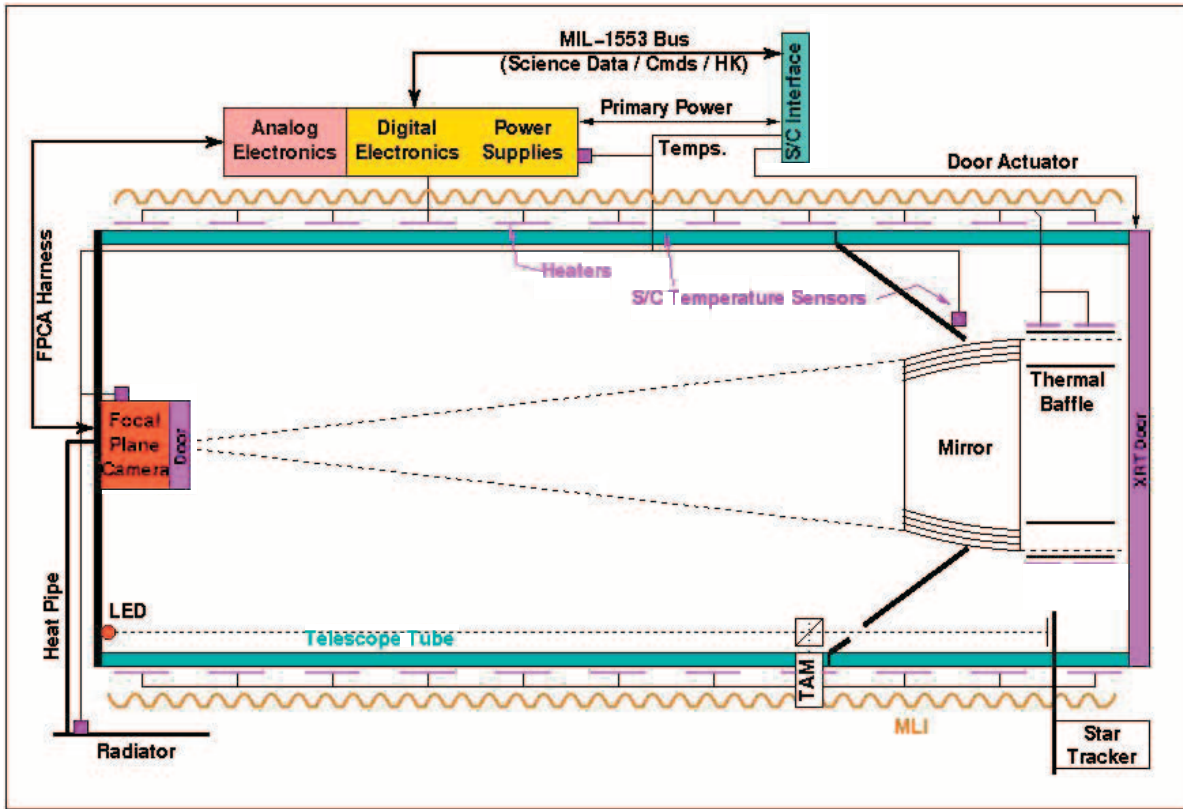 MIL-1553 Bus
(Science Data / Cmds / HK)
S/C Interface
Primary Power
Analog
Electronics
Digital
Electronics
Power
Supplies
Temps.
Door Actuator
FPCA Harness
Heaters
S/C Temperature Sensors
Thermal
Baffle
Focal
Plane
Camera
Door
Mirror
XRT Door
Heat Pipe
LED
Telescope Tube
TAM
MLI
Radiator
Star
Tracker